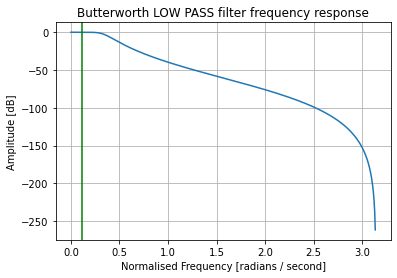 Butterworth LOW PASS filter frequency response
Amplitude [dB]
0
−50
−100
−150
−200
−250
0.0 0.5 1.0 1.5 2.0 2.5 3.0
Normalised Frequency [radians / second]